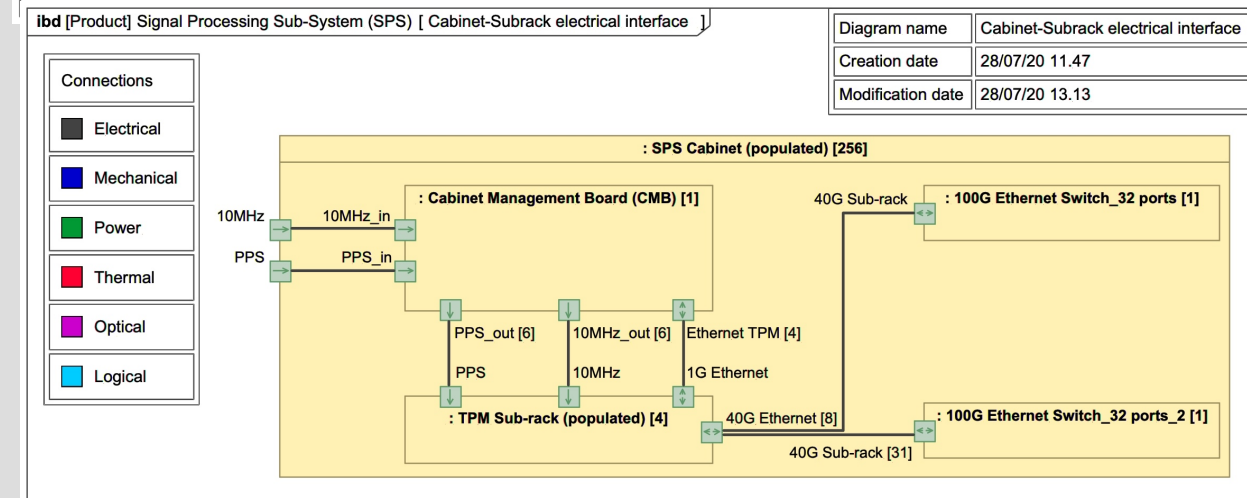 ibd [Product] Signal Processing Sub-System (SPS) [ Cabinet-Subrack electrical interface ]
Diagram name Cabinet-Subrack electrical interface
Creation date 28/07/20 11.47
Modification date 28/07/20 13.13
Connections
Electrical
Mechanical
Power
Thermal
Optical
Logical
: SPS Cabinet (populated) [256]
10MHz
10MHz_in
PPS
PPS_in
: Cabinet Management Board (CMB) [1]
40G Sub-rack
: 100G Ethernet Switch_32 ports [1]
PPS_out [6]
10MHz_out [6]
Ethernet TPM [4]
PPS
10MHz
1G Ethernet
: TPM Sub-rack (populated) [4]
40G Ethernet [8]
: 100G Ethernet Switch_32 ports_2 [1]
40G Sub-rack [31]